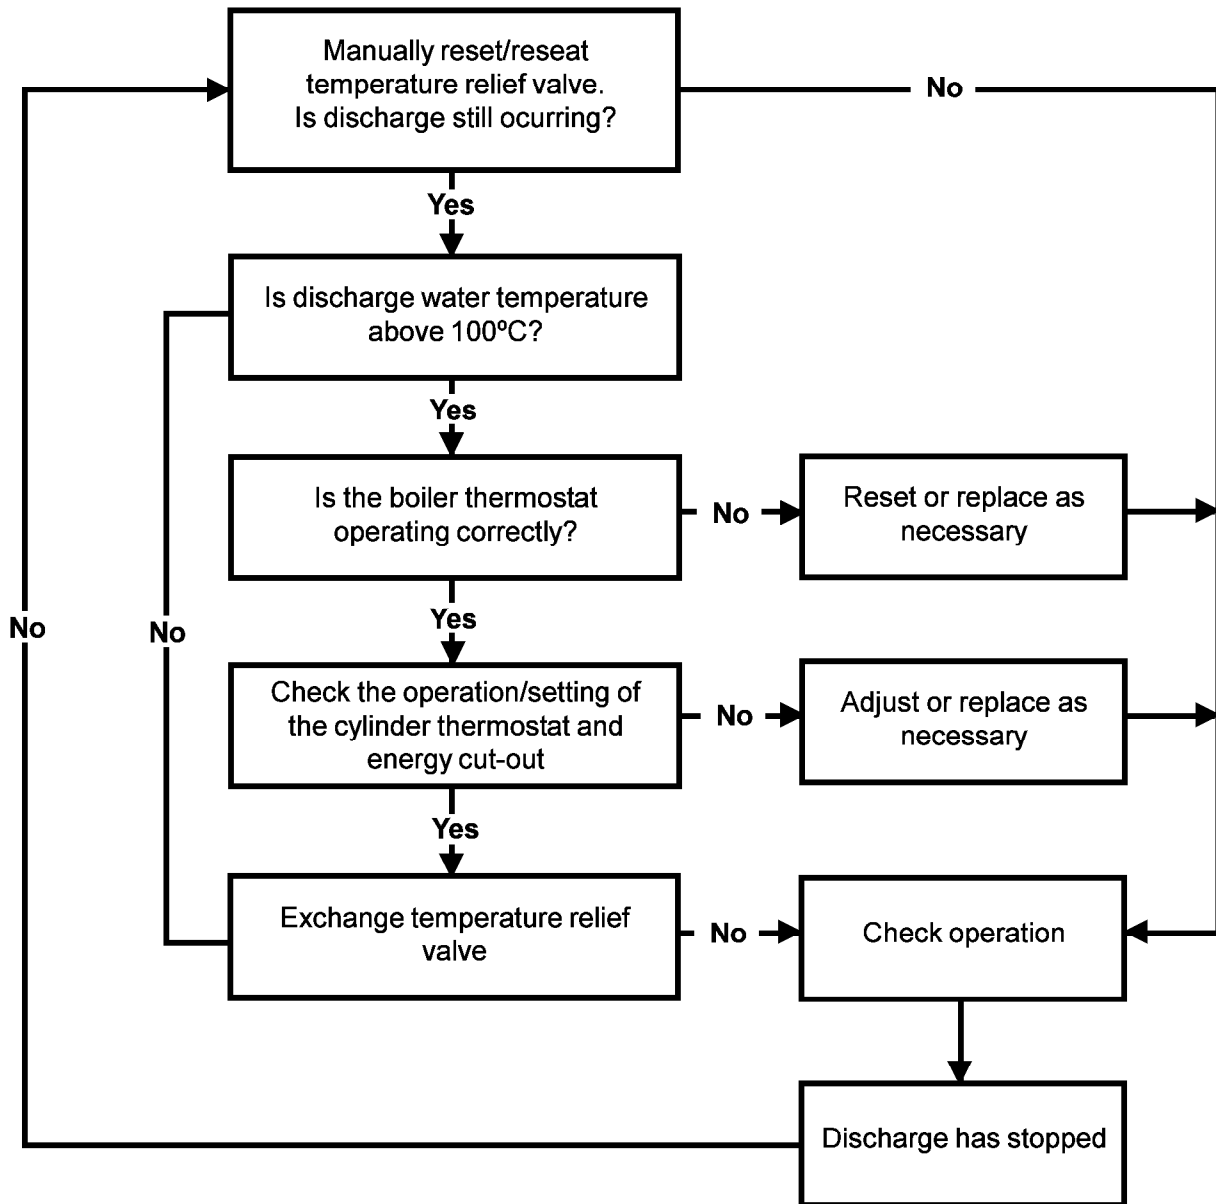 Manually reset/reseat
temperature relief valve.
Is discharge still ocurring?
No
Yes
Is discharge water temperature
above 100ºC?
Yes
Is the boiler thermostat
operating correctly?
No
Reset or replace as
necessary
Yes
No
No
Check the operation/setting of
the cylinder thermostat and
energy cut-out
No
Adjust or replace as
necessary
Yes
Exchange temperature relief
valve
No
Check operation
Discharge has stopped